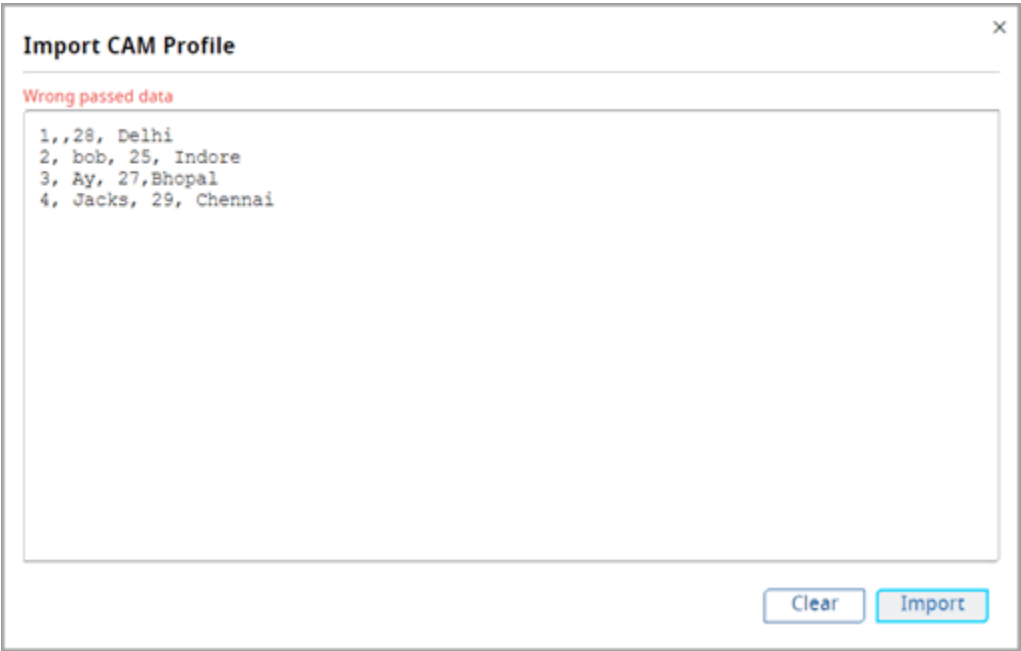 ×
Import CAM Profile
Wrong passed data
1,,28, Delhi
2, bob, 25, Indore
3, Ay, 27,Bhopal
4, Jacks, 29, Chennai
Clear
Import